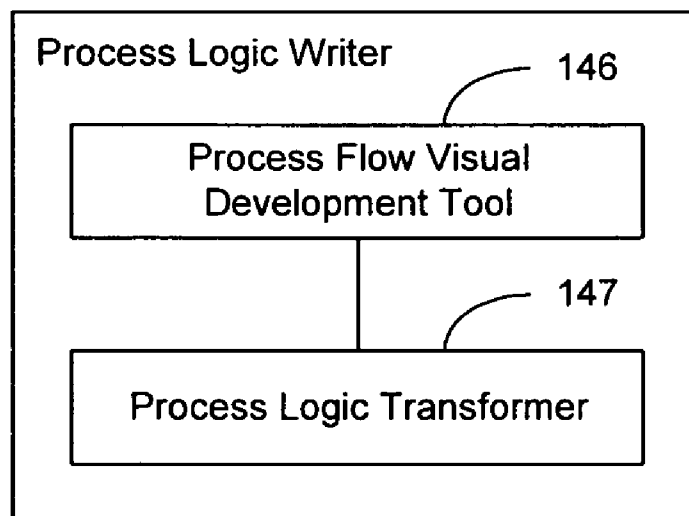 Process Logic Writer
146
Process Flow Visual
Development Tool
147
Process Logic Transformer